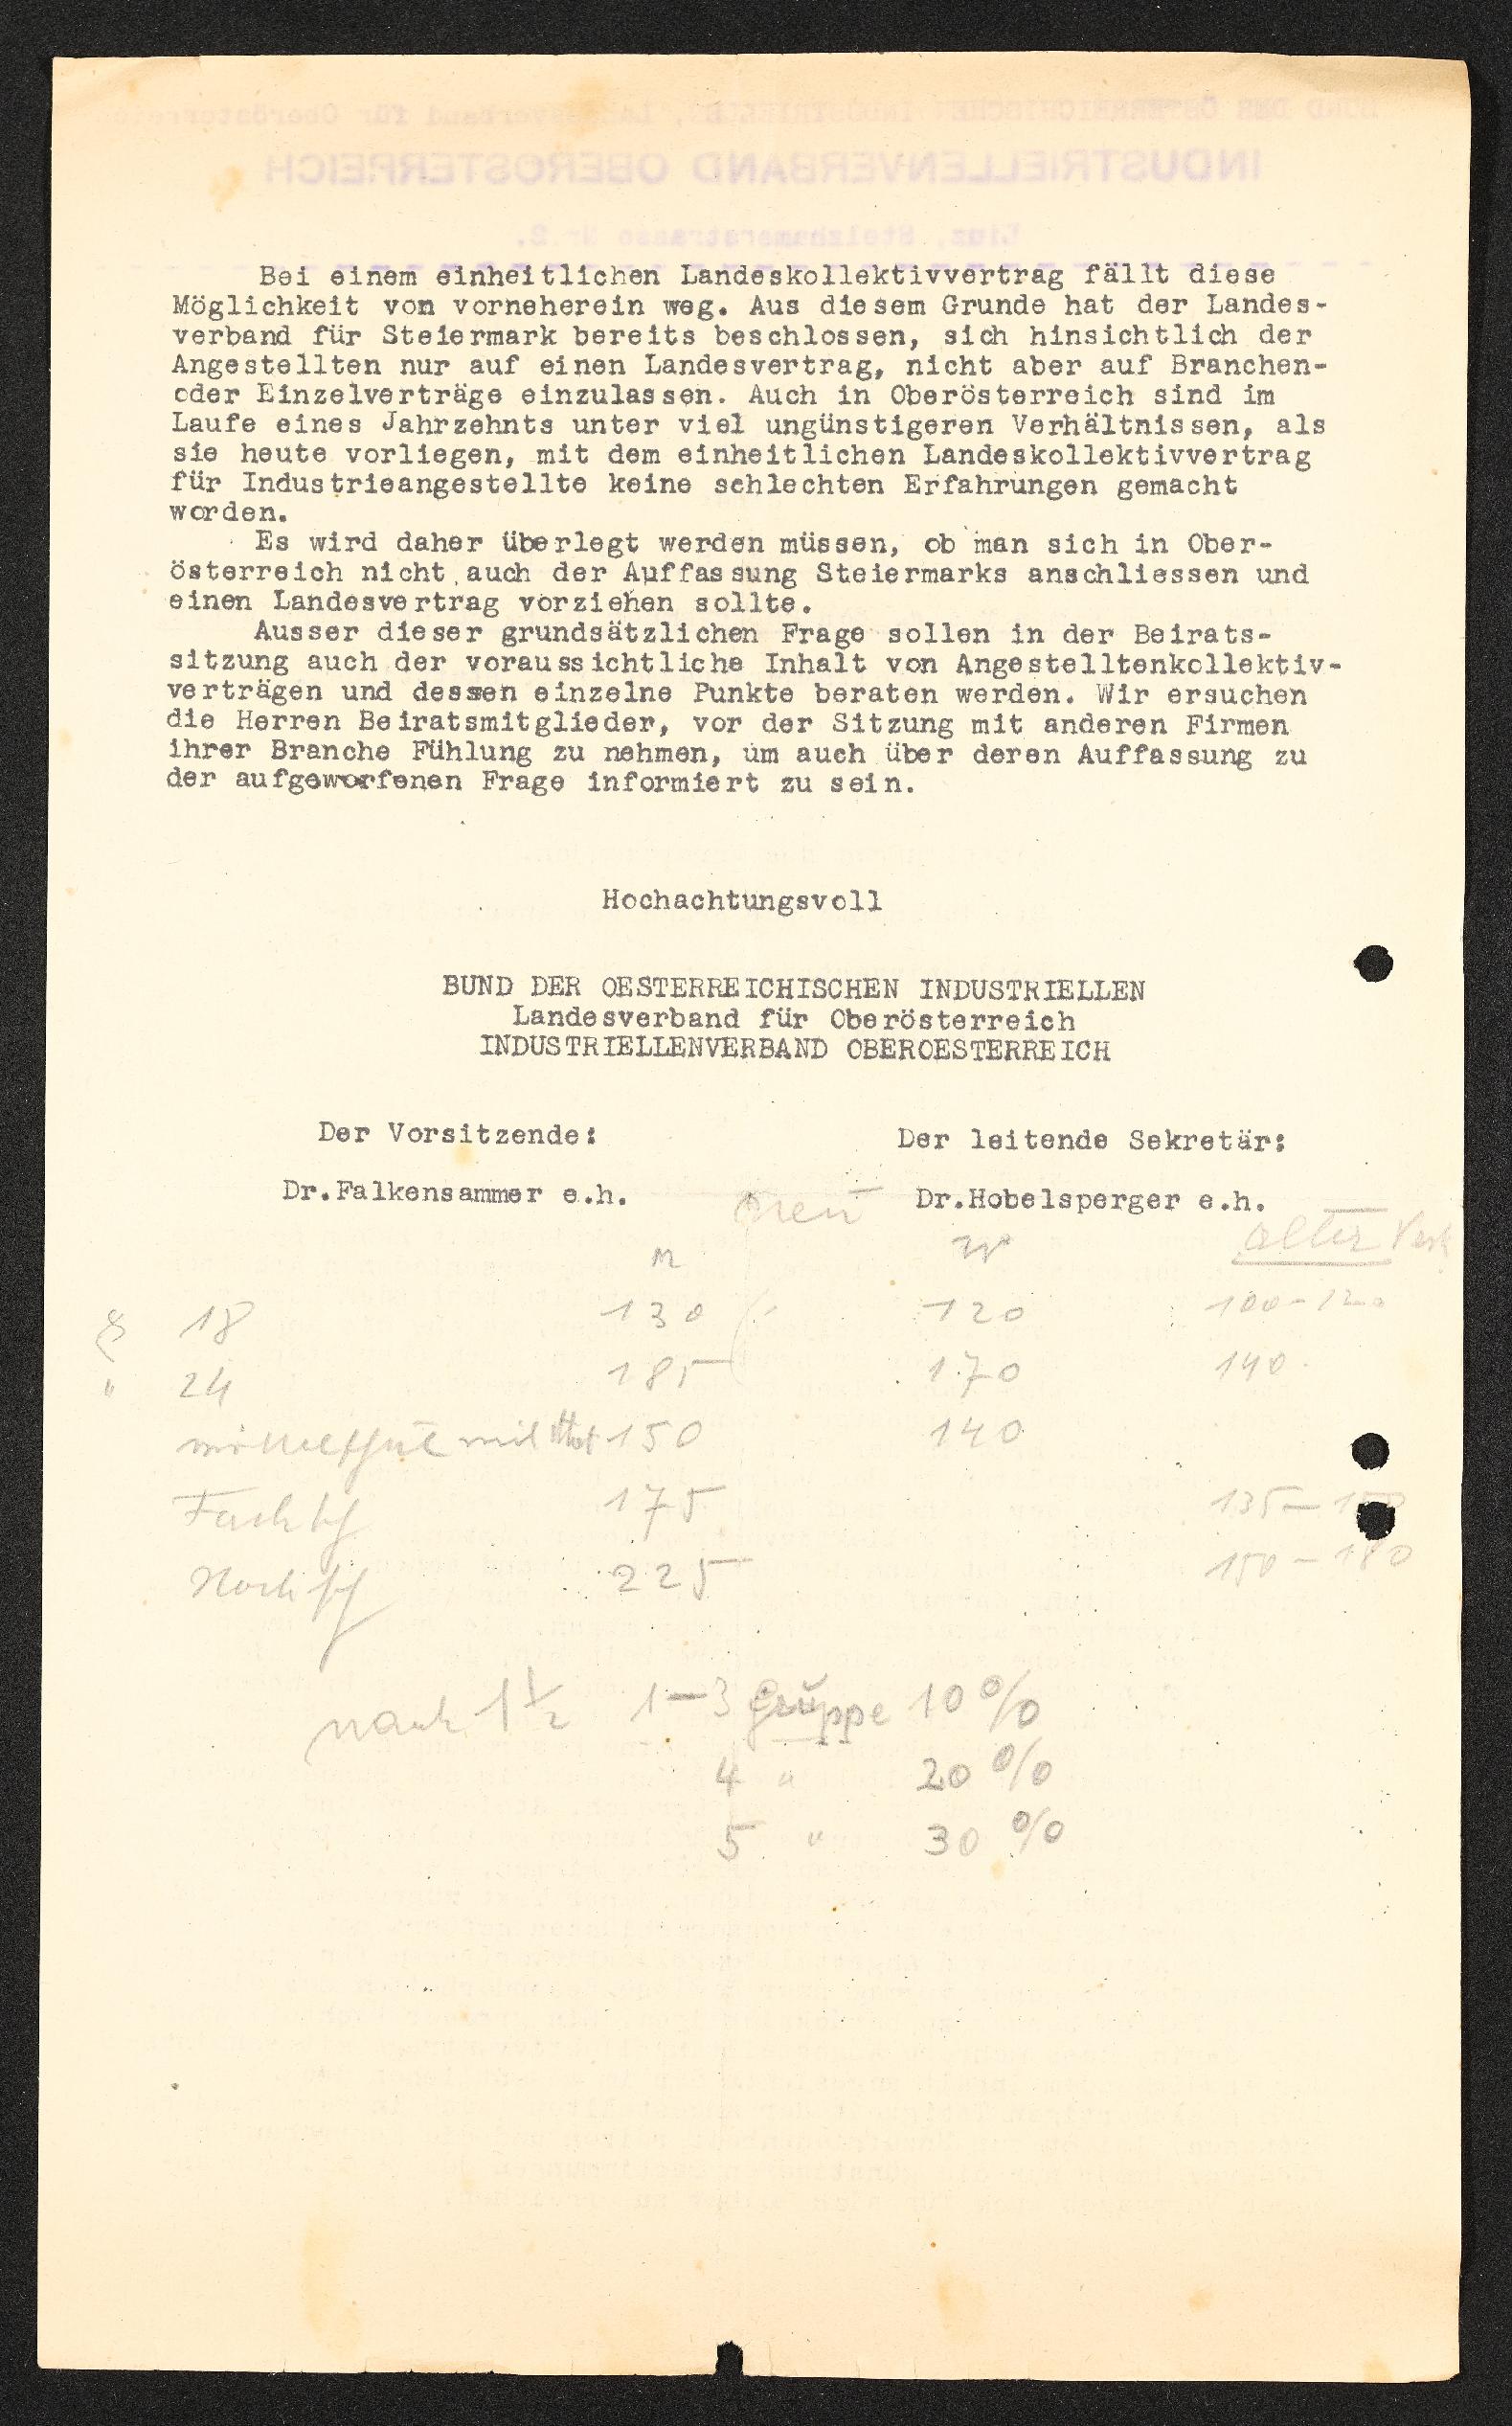 Bei einem einheitlichen Landeskollektivvertrag fällt diese
Möglichkeit von vorneherein weg. Aus diesem Grunde hat der Landes-
verband für Steiermark bereits beschlossen, sich hinsichtlich der
Angestellten nur auf einen Landesvertrag, nicht aber auf Branchen-
oder Einzelverträge einzulassen. Auch in Oberösterreich sind im
Laufe eines Jahrzehnts unter viel ungünstigeren Verhältnissen, als
sie heute vorliegen, mit dem einheitlichen Landeskollektivvertrag
für Industrieangestellte keine schlechten Erfahrungen gemacht
worden.
Es wird daher überlegt werden müssen, ob man sich in Ober-
österreich nicht auch der Auffassung Steiermarks anschliessen und
einen Landesvertrag vorziehen sollte.
Ausser dieser grundsätzlichen Frage sollen in der Beirats-
sitzung auch der voraussichtliche Inhalt von Angestelltenkollektiv-
verträgen und dessen einzelne Punkte beraten werden. Wir ersuchen
die Herren Beiratsmitglieder, vor der Sitzung mit anderen Firmen
ihrer Branche Fühlung zu nehmen, um auch über deren Auffassung zu
der aufgeworfenen Frage informiert zu sein.
Hochachtungsvoll
BUND DER OESTERREICHISCHEN INDUSTRIELLEN
Landesverband für Oberösterreich
INDUSTRIELLENVERBAND OBEROESTERREICH
Der Vorsitzende: Der leitende Sekretär:
Dr.Falkensammer e.h. Dr.Hobelsperger e.h.
neu alter
M W
18 130 120 100-120
" 24 185 170 140
150 140
Fachsch 175 135-150
Hochsch 225 150-180
nach 1½ 1-3 Gruppe 10%
4 " 20%
5 " 30%